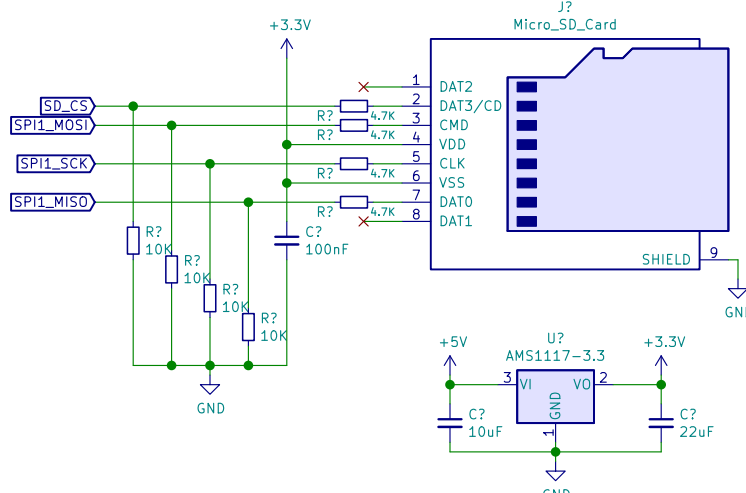 J?
Micro_SD_Card
+3.3V
1 DAT2
SD_CS 2 DAT3/CD
R? 4.7K
SPI1_MOSI 3 CMD
R? 4.7K
4 VDD
SPI1_SCK 5 CLK
R? 4.7K
6 VSS
SPI1_MISO 7 DAT0
R? 4.7K
8 DAT1
R?
10K
C?
100nF
R?
10K
SHIELD 9
R?
10K
GND
R?
10K
GND
+5V
U?
AMS1117-3.3
+3.3V
3 VI VO 2
GND
1
C?
10uF
C?
22uF
GND